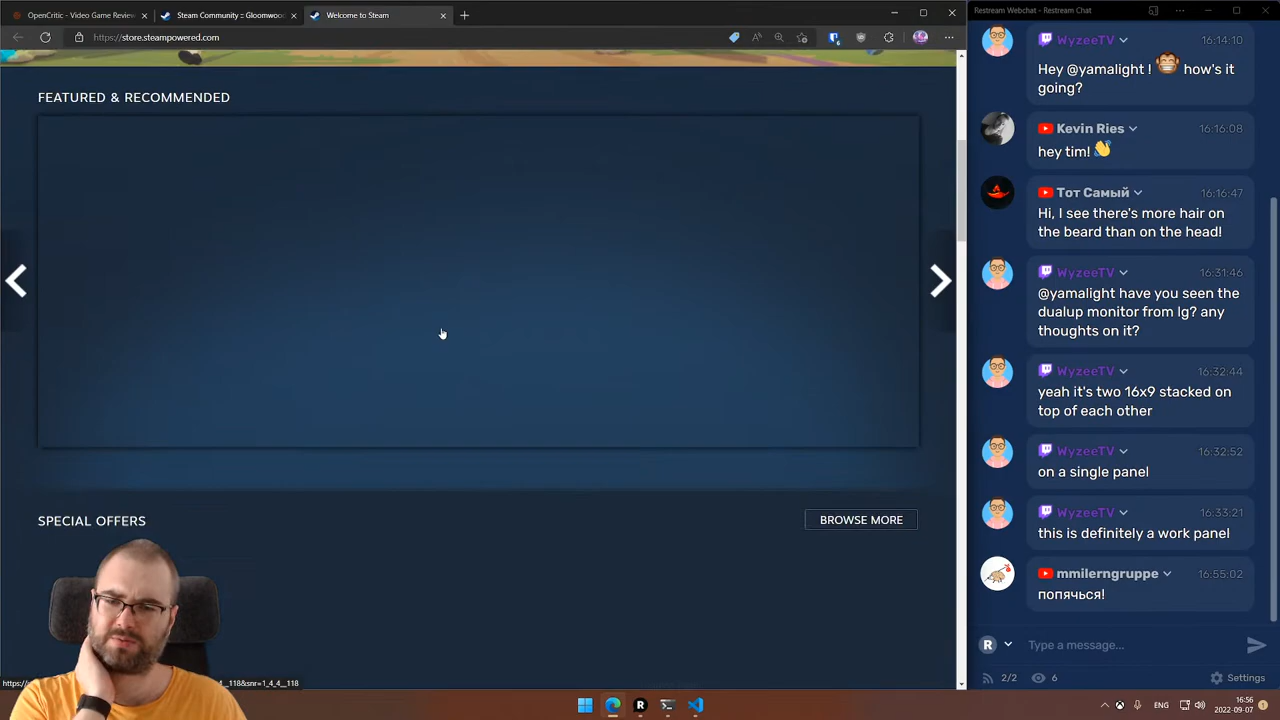 OpenCritic - Video Game Review
Steam Community :: Gloomwood
Welcome to Steam
https://store.steampowered.com
FEATURED & RECOMMENDED
SPECIAL OFFERS
BROWSE MORE
Restream Webchat - Restream Chat
WyzeeTV 16:14:10
Hey @yamalight ! how's it
going?
Kevin Ries 16:16:08
hey tim!
Тот Самый 16:16:47
Hi, I see there's more hair on
the beard than on the head!
WyzeeTV 16:31:46
@yamalight have you seen the
dualup monitor from lg? any
thoughts on it?
WyzeeTV 16:32:44
yeah it's two 16x9 stacked on
top of each other
WyzeeTV 16:32:52
on a single panel
WyzeeTV 16:33:21
this is definitely a work panel
mmilerngruppe 16:55:02
попячься!
R
Type a message...
2/2 6 Settings
ENG 16:56
2022-09-07